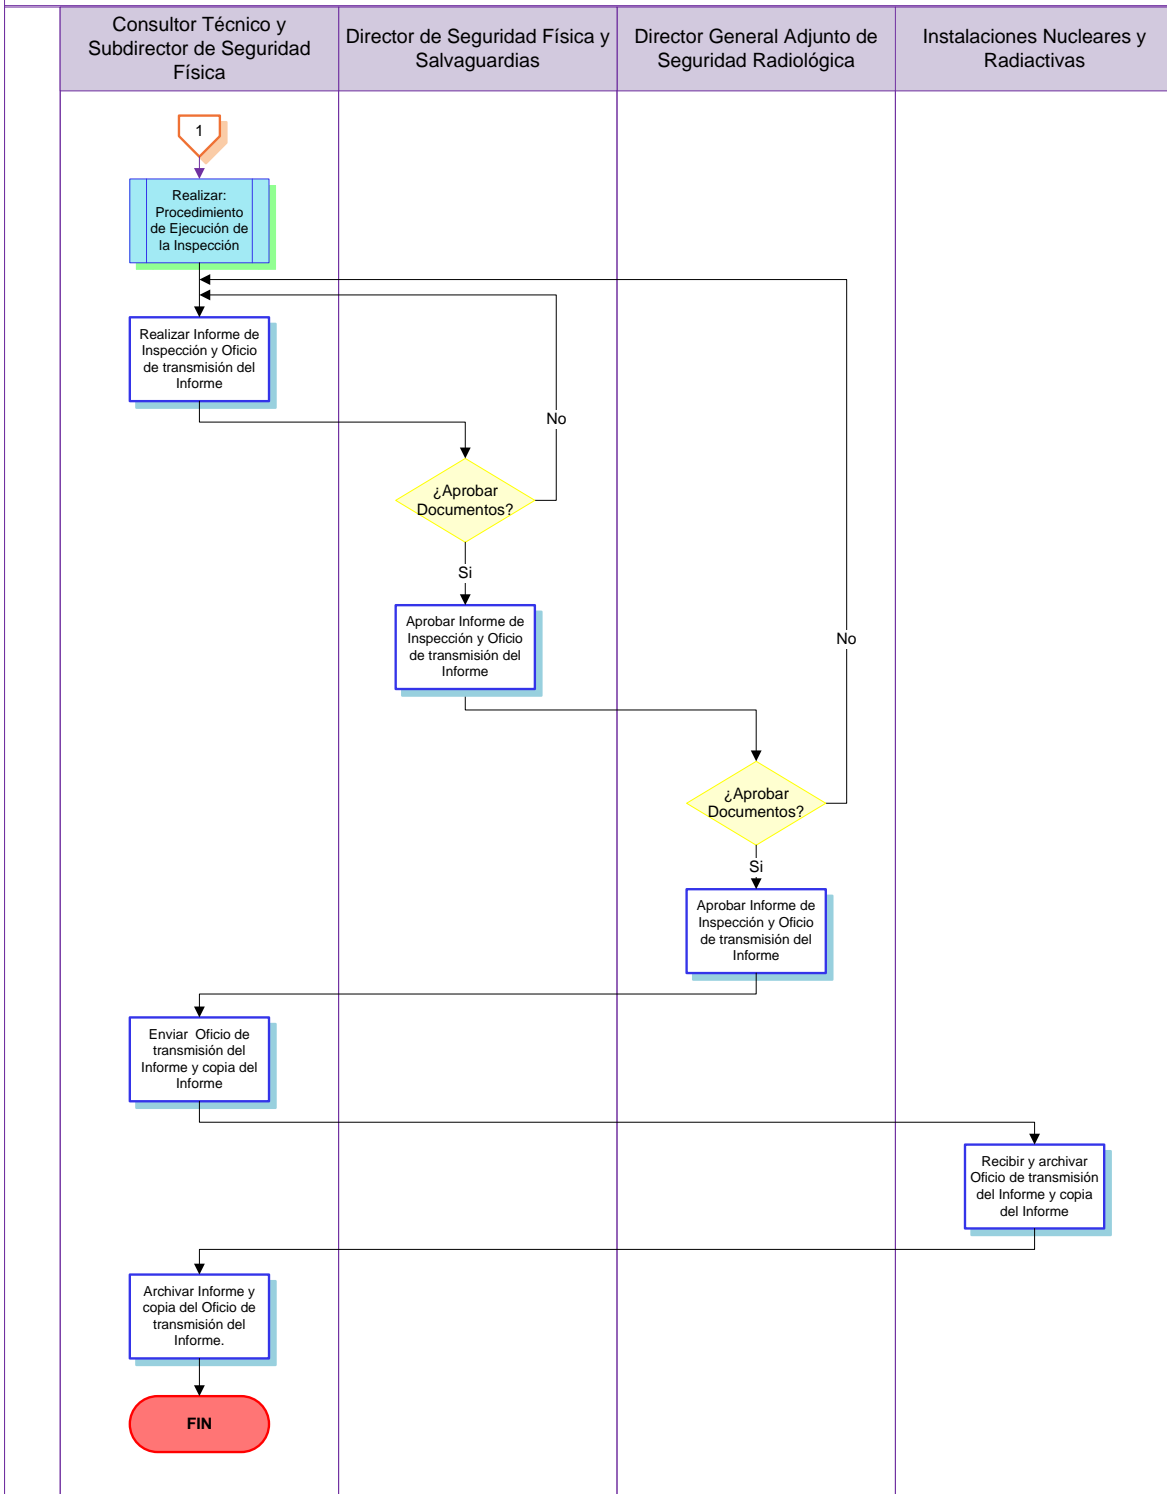 Consultor Técnico y
Subdirector de Seguridad
Física
Director de Seguridad Física y
Salvaguardias
Director General Adjunto de
Seguridad Radiológica
Instalaciones Nucleares y
Radiactivas
1
Realizar:
Procedimiento
de Ejecución de
la Inspección
Realizar Informe de
Inspección y Oficio
de transmisión del
Informe
No
¿Aprobar
Documentos?
Si
Aprobar Informe de
Inspección y Oficio
de transmisión del
Informe
No
¿Aprobar
Documentos?
Si
Aprobar Informe de
Inspección y Oficio
de transmisión del
Informe
Enviar Oficio de
transmisión del
Informe y copia del
Informe
Recibir y archivar
Oficio de transmisión
del Informe y copia
del Informe
Archivar Informe y
copia del Oficio de
transmisión del
Informe.
FIN